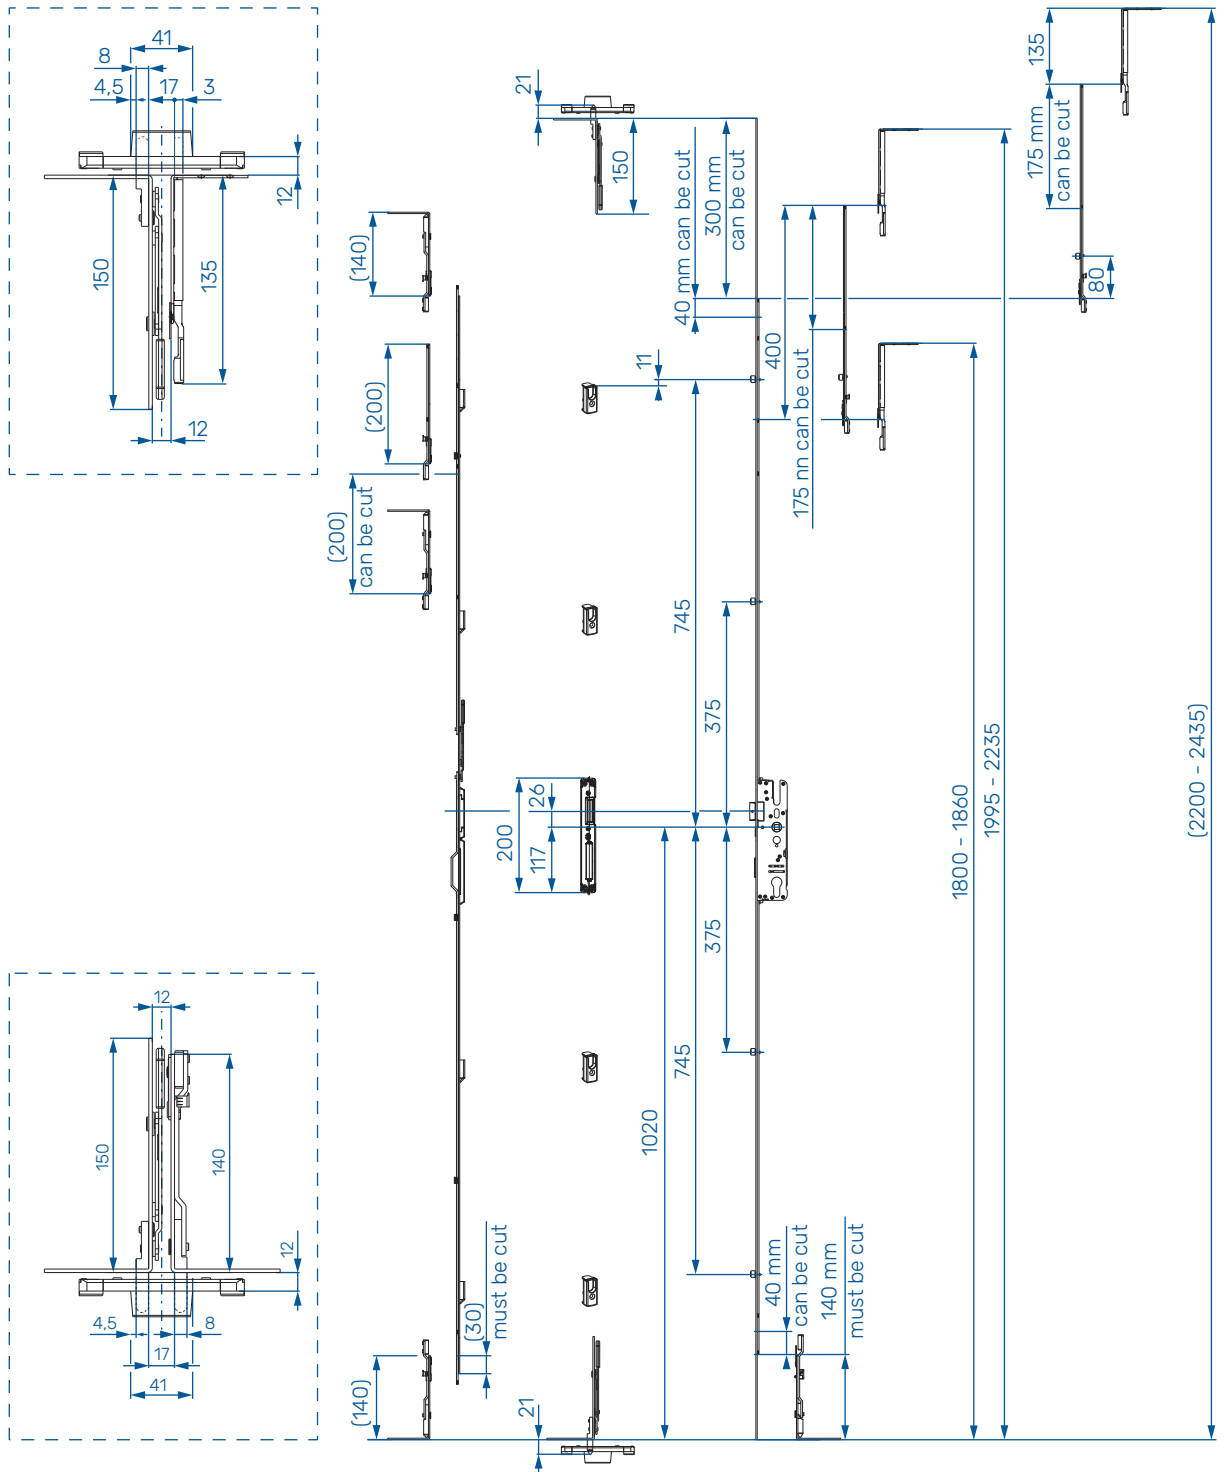 41
8
4,5
17
3
12
150
135
12
21
150
300 mm
can be cut
40 mm can be cut
135
175 mm
can be cut
80
(140)
(200)
(200)
can be cut
11
400
175 nn can be cut
745
375
26
200
117
375
745
1020
1800 - 1860
1995 - 2235
(2200 - 2435)
12
150
140
12
4,5
8
17
41
(30)
must be cut
(140)
21
40 mm
can be cut
140 mm
must be cut